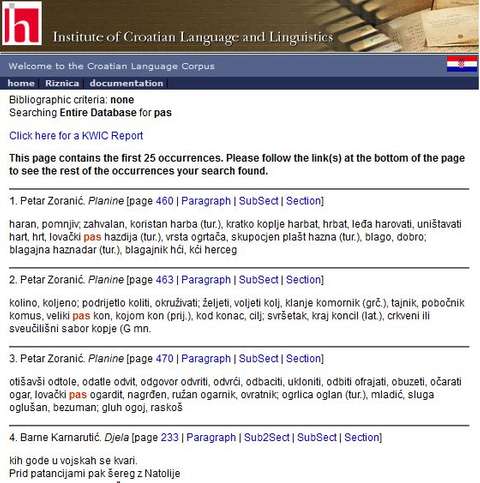 ih
Institute of Croatian Language and Linguistics
Welcome to the Croatian Language Corpus
home | Riznica | documentation |
Bibliographic criteria: none
Searching Entire Database for pas
Click here for a KWIC Report
This page contains the first 25 occurrences. Please follow the link(s) at the bottom of the page
to see the rest of the occurrences your search found.
1. Petar Zoranić. Planine [page 460 | Paragraph | SubSect | Section]
haran, pomnjiv; zahvalan, koristan harba (tur.), kratko koplje harbat, hrbat, leđa harovati, uništavati
hart, hrt, lovački pas hazdija (tur.), vrsta ogrtača, skupocjen plašt hazna (tur.), blago, dobro;
blagajna haznadar (tur.), blagajnik hći, kći herceg
2. Petar Zoranić. Planine [page 463 | Paragraph | SubSect | Section]
kolino, koljeno; podrijetlo koliti, okruživati; željeti, voljeti kolj, klanje komornik (grč.), tajnik, pobočnik
komus, veliki pas kon, kojom kon (prij.), kod konac, cilj; svršetak, kraj koncil (lat.), crkveni ili
sveučilišni sabor kopje (G mn.
3. Petar Zoranić. Planine [page 470 | Paragraph | SubSect | Section]
otišavši odtole, odatle odvit, odgovor odvriti, odvrći, odbaciti, ukloniti, odbiti ofrajati, obuzeti, očarati
ogar, lovački pas ogardit, nagrđen, ružan ogarnik, ovratnik; ogrlica oglan (tur.), mladić, sluga
oglušan, bezuman; gluh ogoj, raskoš
4. Barne Karnarutić. Djela [page 233 | Paragraph | Sub2Sect | SubSect | Section]
kih gode u vojskah se kvari.
Prid patancijami pak šereg z Natolije